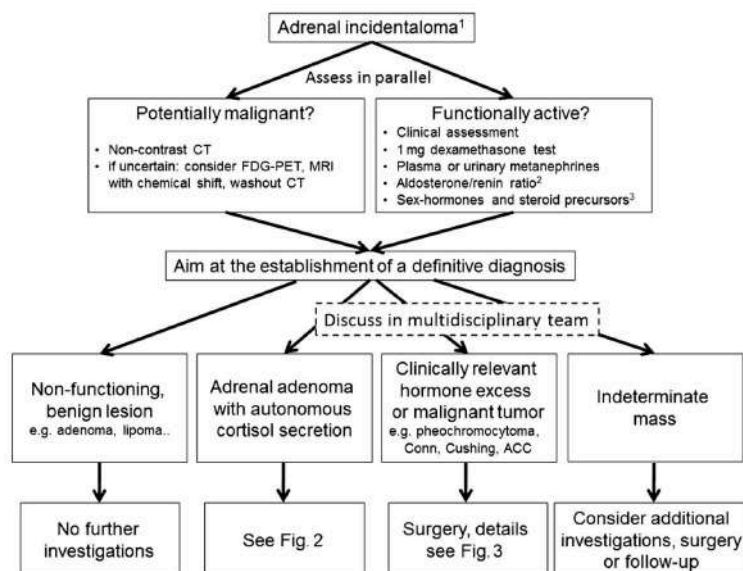 Adrenal incidentaloma¹
Assess in parallel
Potentially malignant?
• Non-contrast CT
• if uncertain: consider FDG-PET, MRI
with chemical shift, washout CT
Functionally active?
• Clinical assessment
• 1 mg dexamethasone test
• Plasma or urinary metanephrines
• Aldosterone/renin ratio²
• Sex-hormones and steroid precursors³
Aim at the establishment of a definitive diagnosis
Discuss in multidisciplinary team
Non-functioning,
benign lesion
e.g. adenoma, lipoma..
Adrenal adenoma
with autonomous
cortisol secretion
Clinically relevant
hormone excess
or malignant tumor
e.g. pheochromocytoma,
Conn, Cushing, ACC
Indeterminate
mass
No further
investigations
See Fig. 2
Surgery, details
see Fig. 3
Consider additional
investigations, surgery
or follow-up